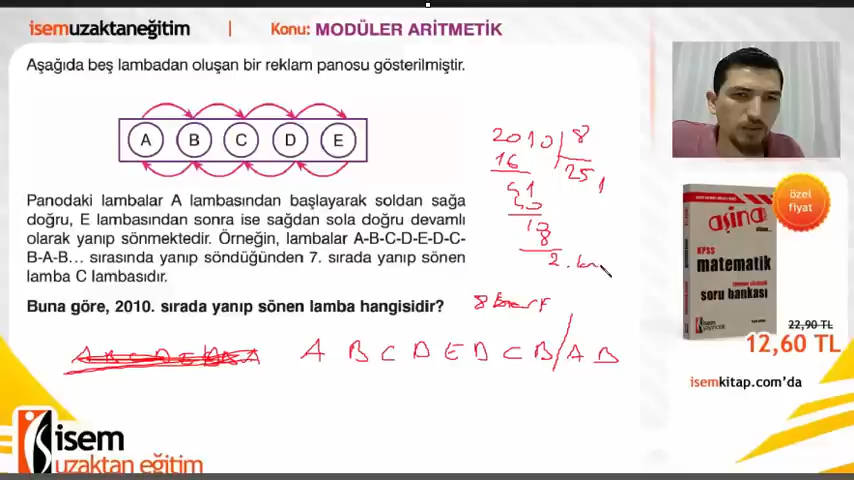 isemuzaktaneğitim | Konu: MODÜLER ARİTMETİK
Aşağıda beş lambadan oluşan bir reklam panosu gösterilmiştir.
A B C D E
Panodaki lambalar A lambasından başlayarak soldan sağa
doğru, E lambasından sonra ise sağdan sola doğru devamlı
olarak yanıp sönmektedir. Örneğin, lambalar A-B-C-D-E-D-C-
B-A-B... sırasında yanıp söndüğünden 7. sırada yanıp sönen
lamba C lambasıdır.
Buna göre, 2010. sırada yanıp sönen lamba hangisidir?
2010 8
16 251
41
40
10
8
2.
8
A B C D E D C B / A B
özel
fiyat
aşina
KPSS
matematik
soru bankası
isem
22,90 TL
12,60 TL
isemkitap.com'da
isem
uzaktan eğitim